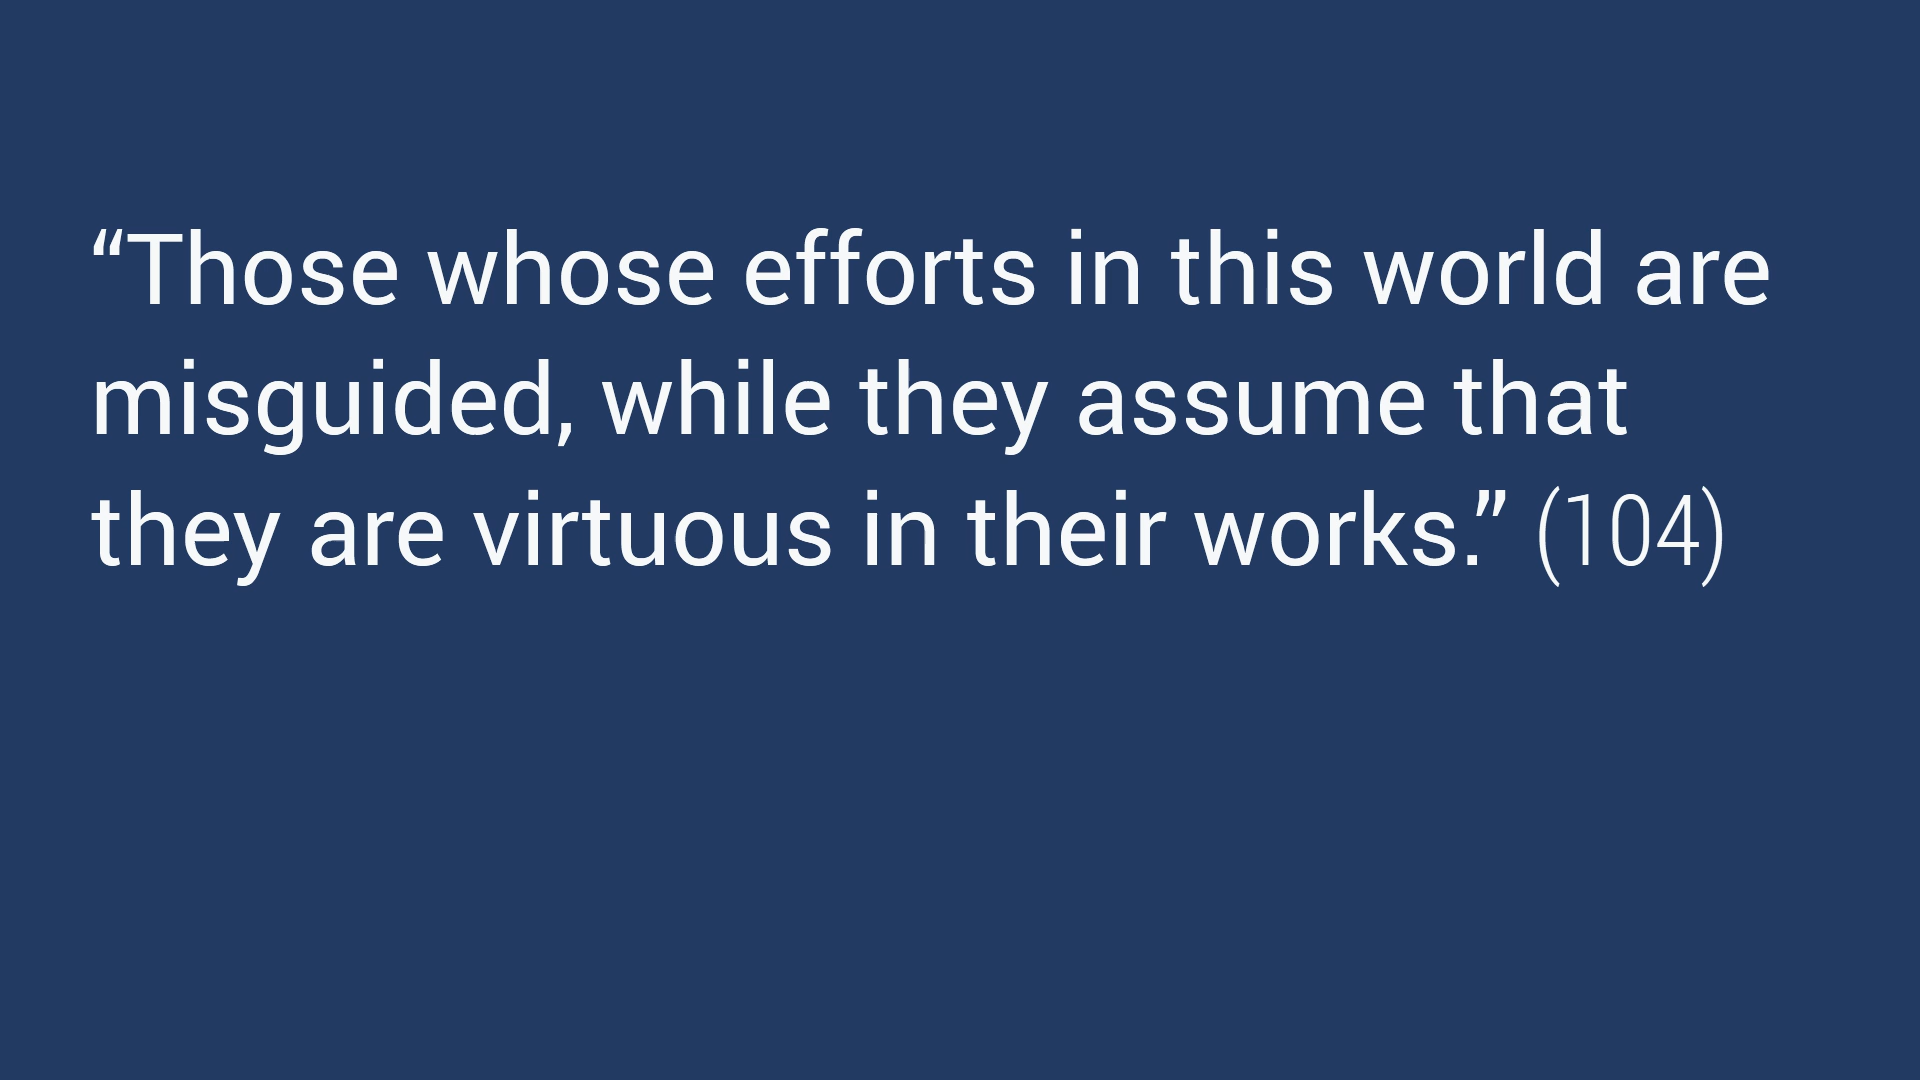 “Those whose efforts in this world are
misguided, while they assume that
they are virtuous in their works.” (104)